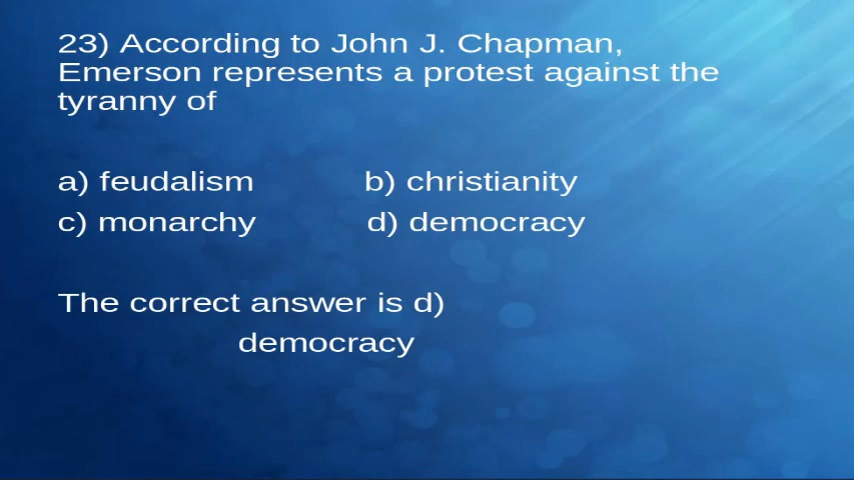 23) According to John J. Chapman,
Emerson represents a protest against the
tyranny of
a) feudalism b) christianity
c) monarchy d) democracy
The correct answer is d)
democracy